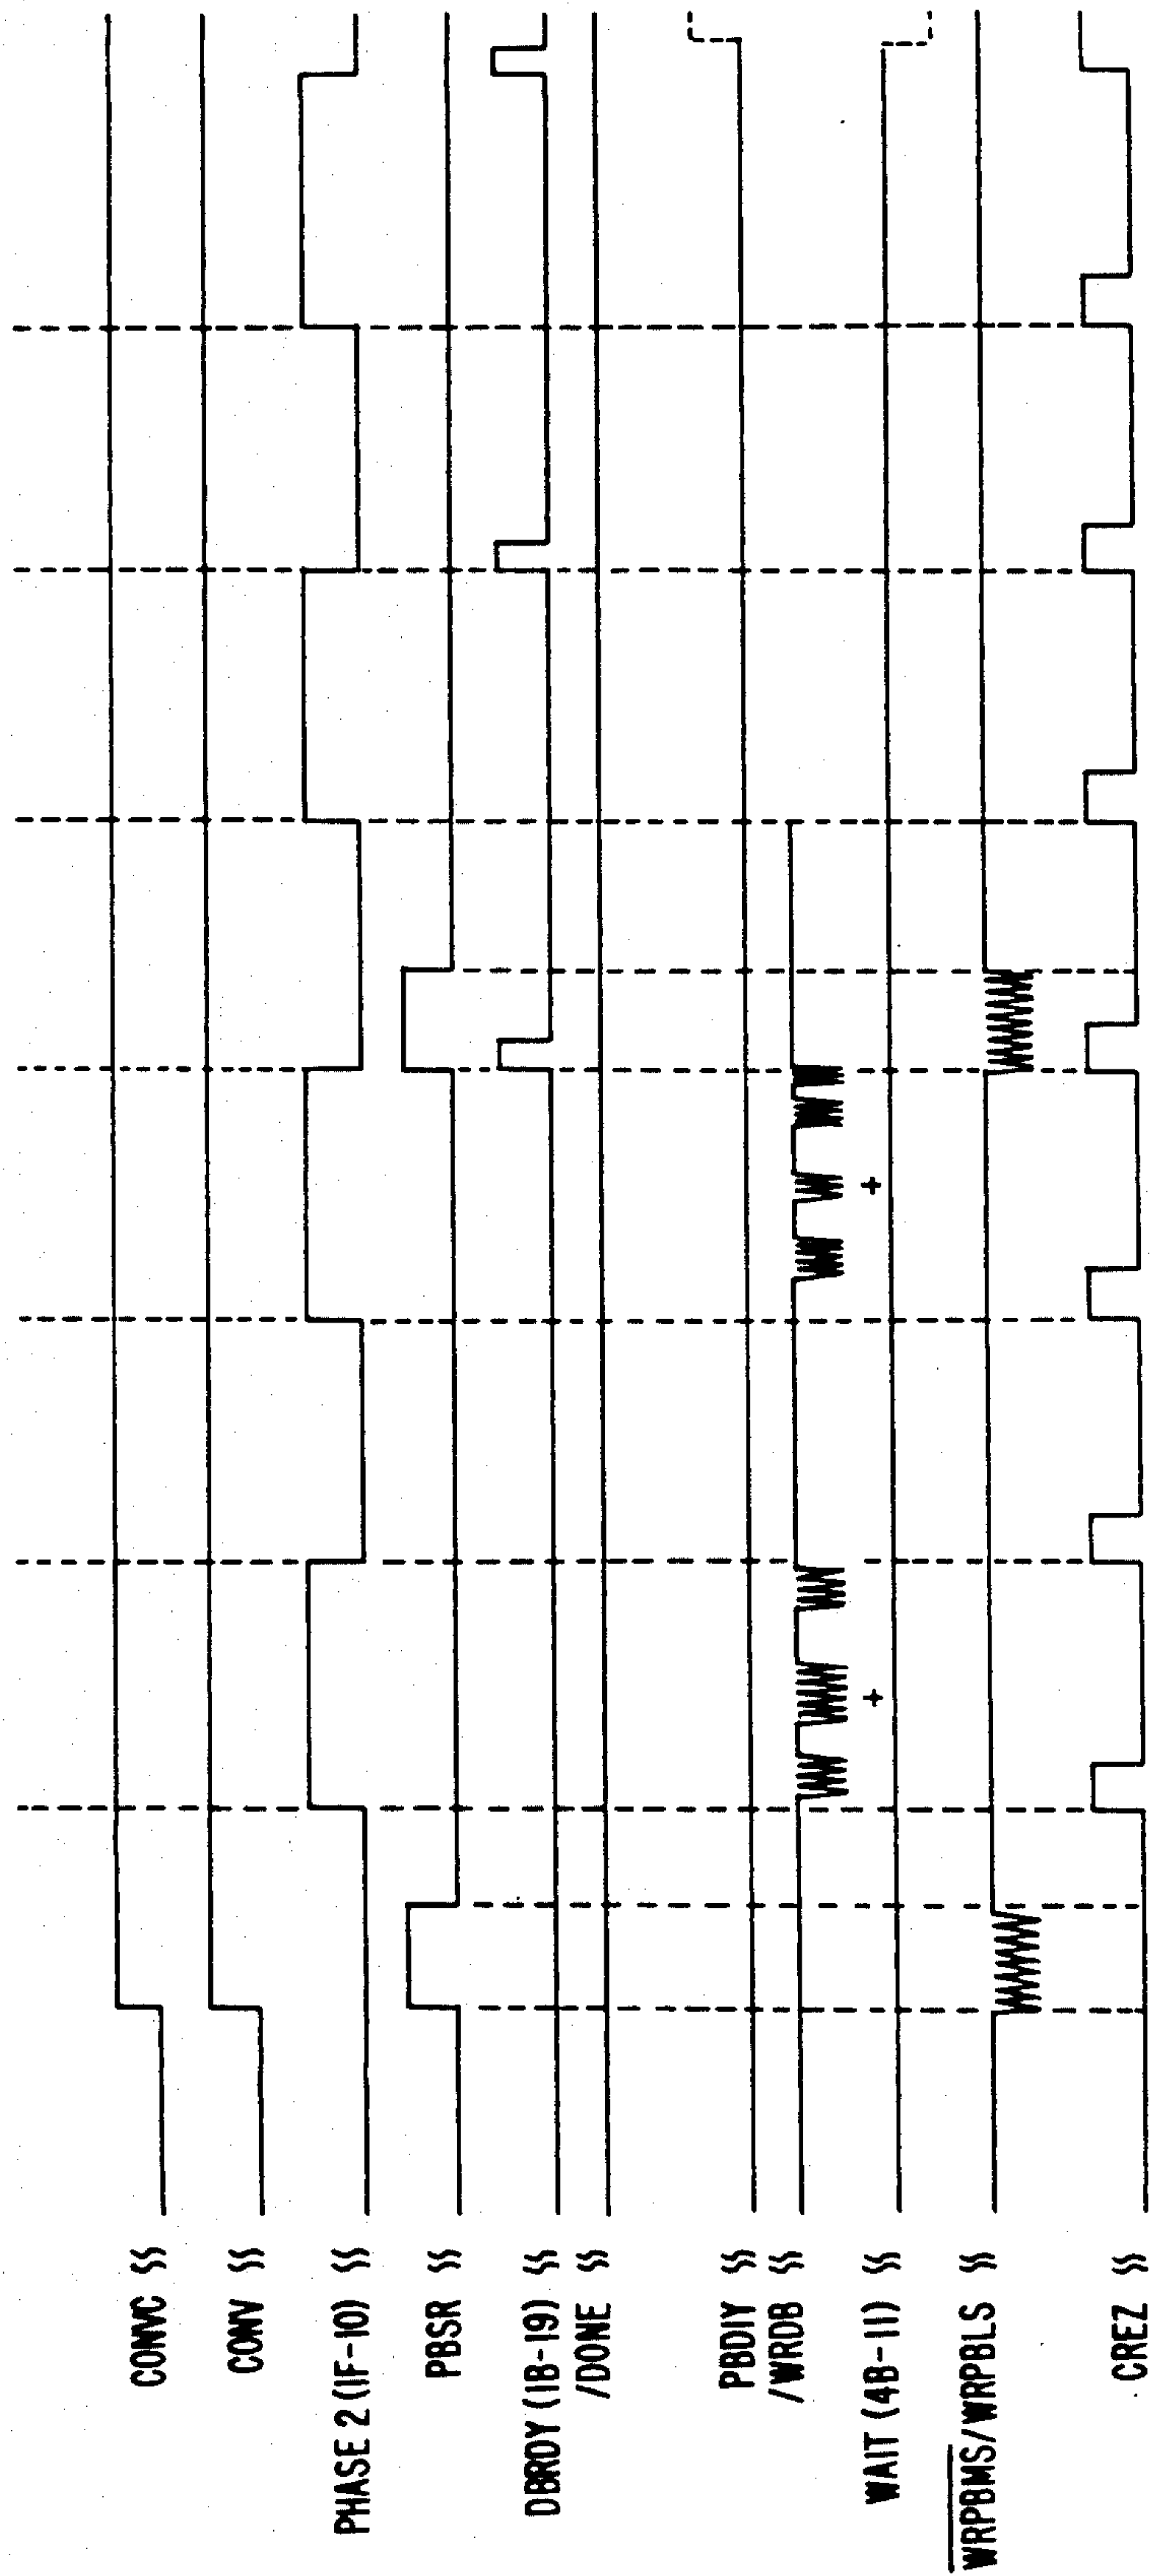 CONVC
CONV
PHASE 2 (1F-10)
PBSR
DBRDY (1B-19)
/DONE
PBDIY
/WRDB
WAIT (4B-11)
WRPBMS/WRPBLS
CREZ
+
+